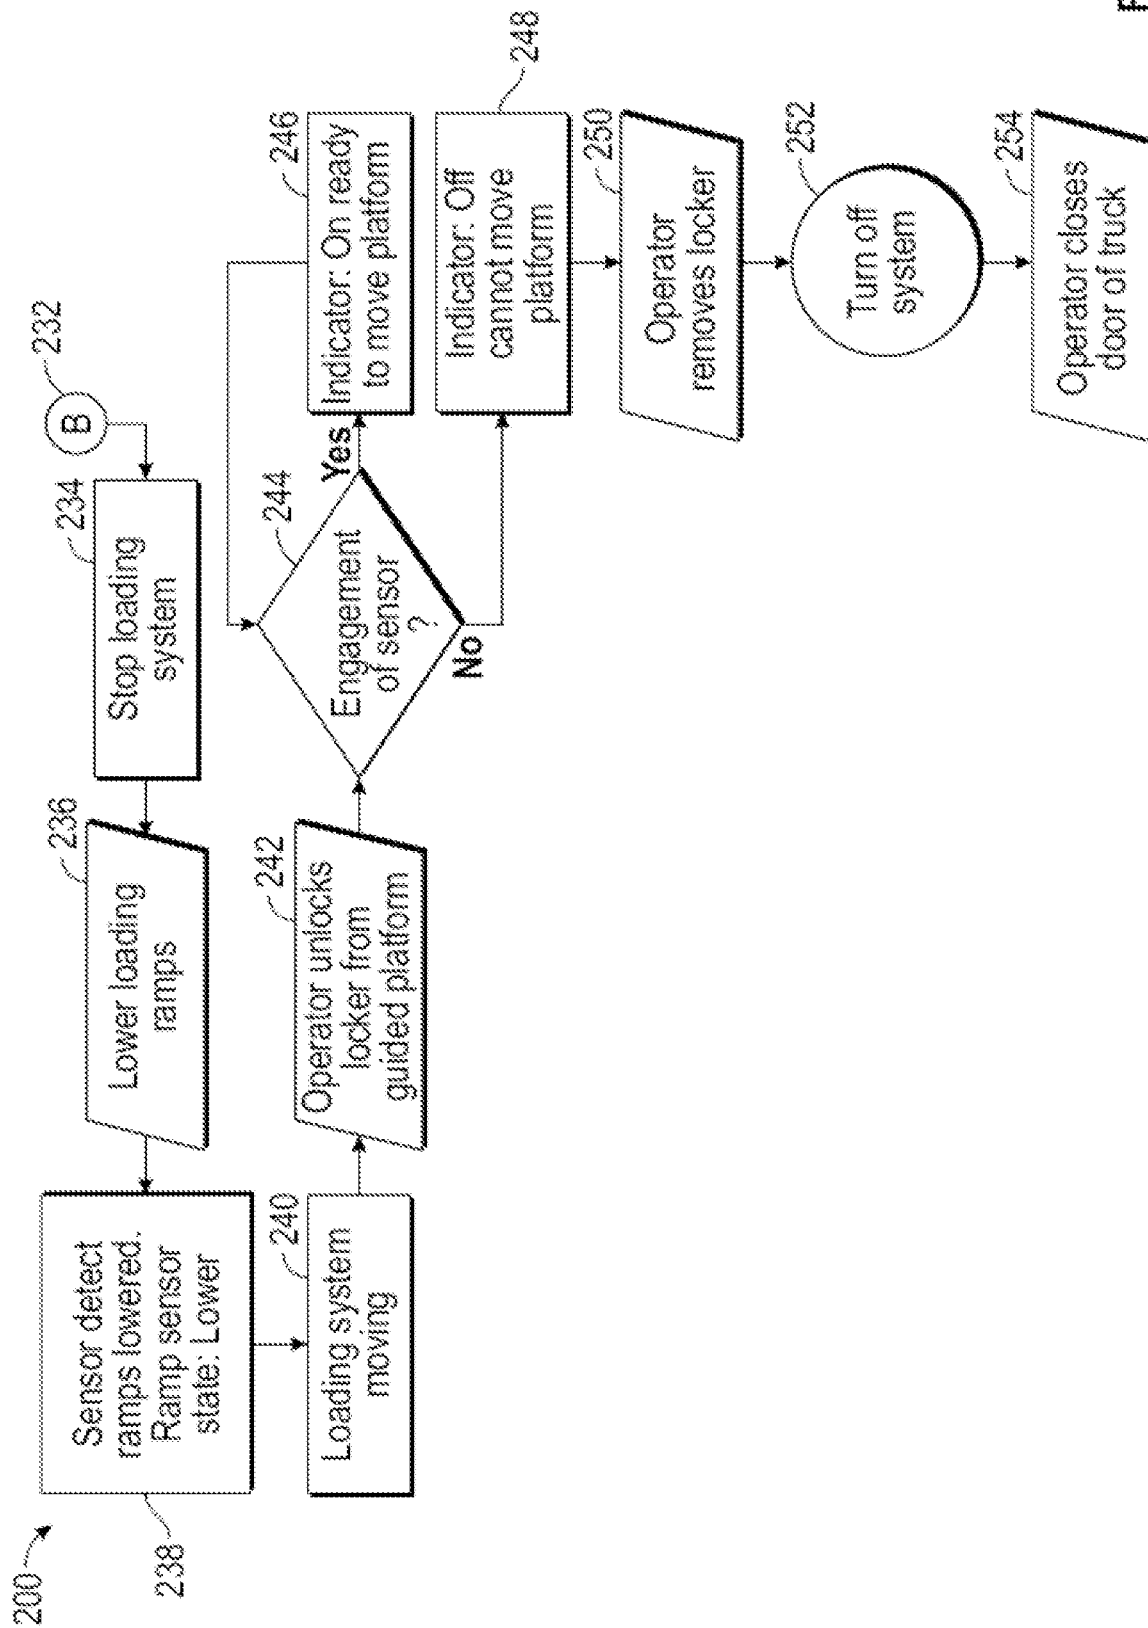 200
232
B
234
Stop loading
system
236
Lower loading
ramps
238
Sensor detect
ramps lowered.
Ramp sensor
state: Lower
240
Loading system
moving
242
Operator unlocks
locker from
guided platform
244
Engagement
of sensor
?
Yes
No
246
Indicator: On ready
to move platform
248
Indicator: Off
cannot move
platform
250
Operator
removes locker
252
Turn off
system
254
Operator closes
door of truck